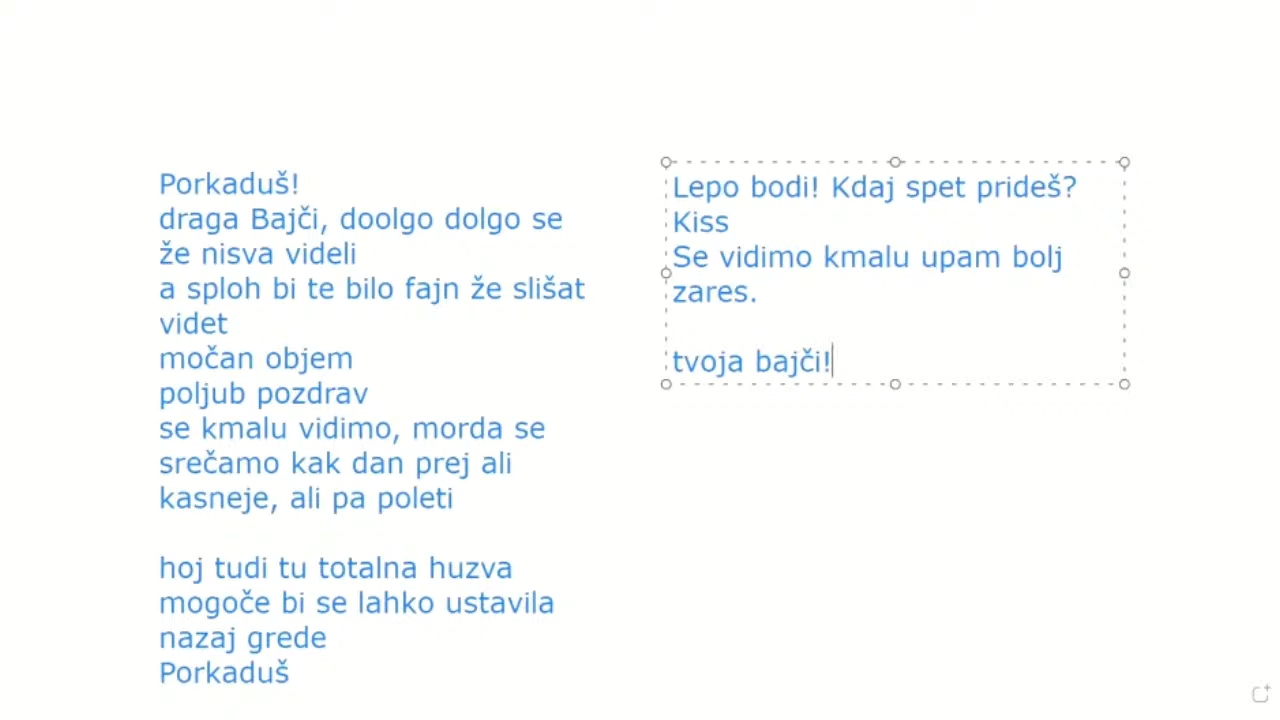 Porkaduš!
draga Bajči, doolgo dolgo se
že nisva videli
a sploh bi te bilo fajn že slišat
videt
močan objem
poljub pozdrav
se kmalu vidimo, morda se
srečamo kak dan prej ali
kasneje, ali pa poleti
hoj tudi tu totalna huzva
mogoče bi se lahko ustavila
nazaj grede
Porkaduš
Lepo bodi! Kdaj spet prideš?
Kiss
Se vidimo kmalu upam bolj
zares.
tvoja bajči!